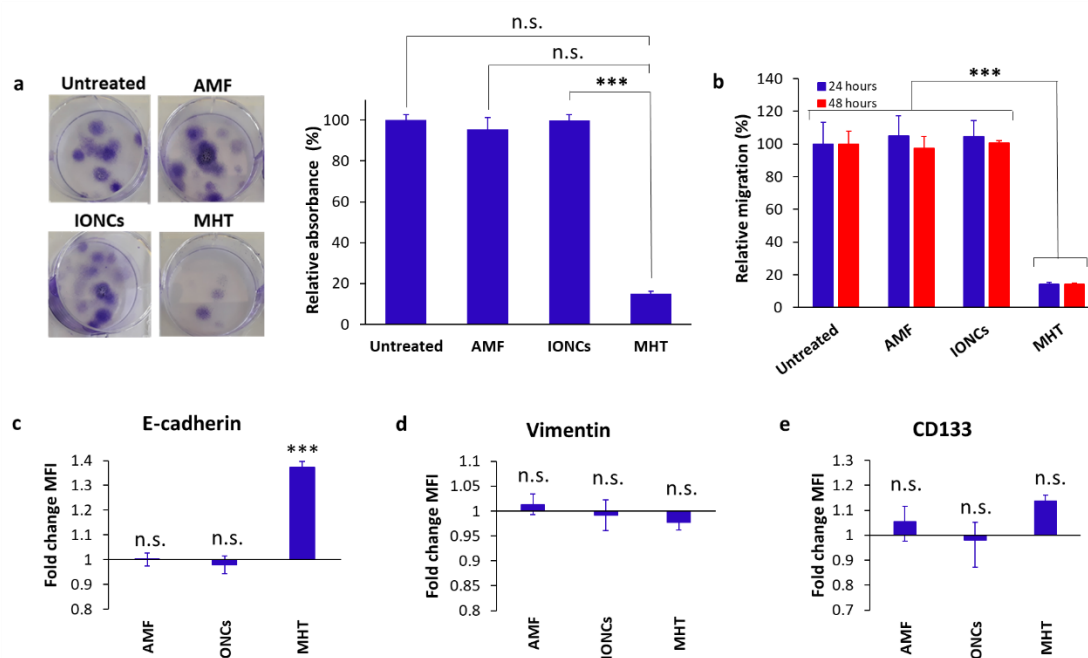 a
Untreated
AMF
IONCs
MHT
n.s.
n.s.
***
Relative absorbance (%)
100
80
60
40
20
0
Untreated
AMF
IONCs
MHT
b
***
24 hours
48 hours
Relative migration (%)
140
120
100
80
60
40
20
0
Untreated
AMF
IONCs
MHT
c
E-cadherin
Fold change MFI
1.4
1.3
1.2
1.1
1
0.9
0.8
n.s.
n.s.
***
AMF
IONCs
MHT
d
Vimentin
Fold change MFI
1.1
1.05
1
0.95
0.9
0.85
0.8
n.s.
n.s.
n.s.
AMF
IONCs
MHT
e
CD133
Fold change MFI
1.3
1.2
1.1
1
0.9
0.8
0.7
n.s.
n.s.
n.s.
AMF
IONCs
MHT